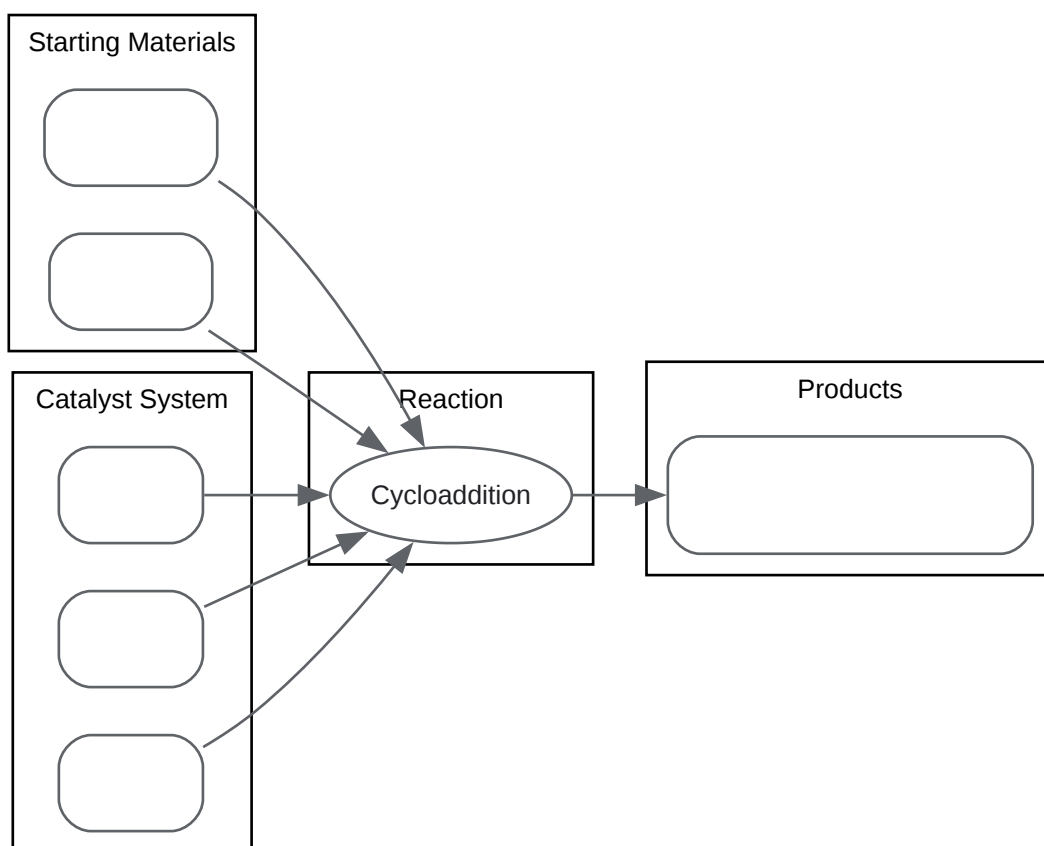 Starting Materials
Catalyst System
Reaction
Cycloaddition
Products